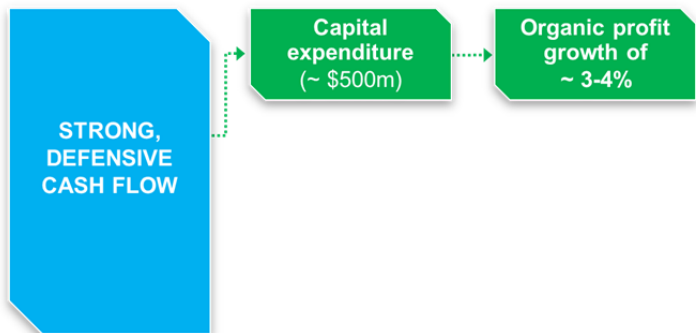 STRONG,
DEFENSIVE
CASH FLOW
Capital
expenditure
(~ $500m)
Organic profit
growth of
~ 3-4%